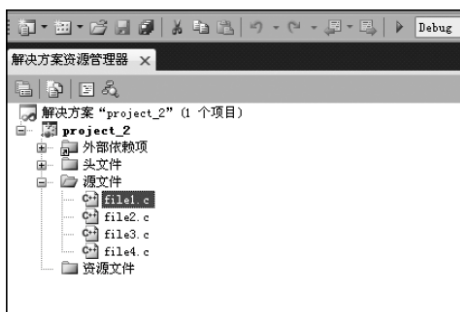 Debug
解决方案资源管理器
解决方案 “project_2” (1 个项目)
project_2
外部依赖项
头文件
源文件
file1.c
file2.c
file3.c
file4.c
资源文件